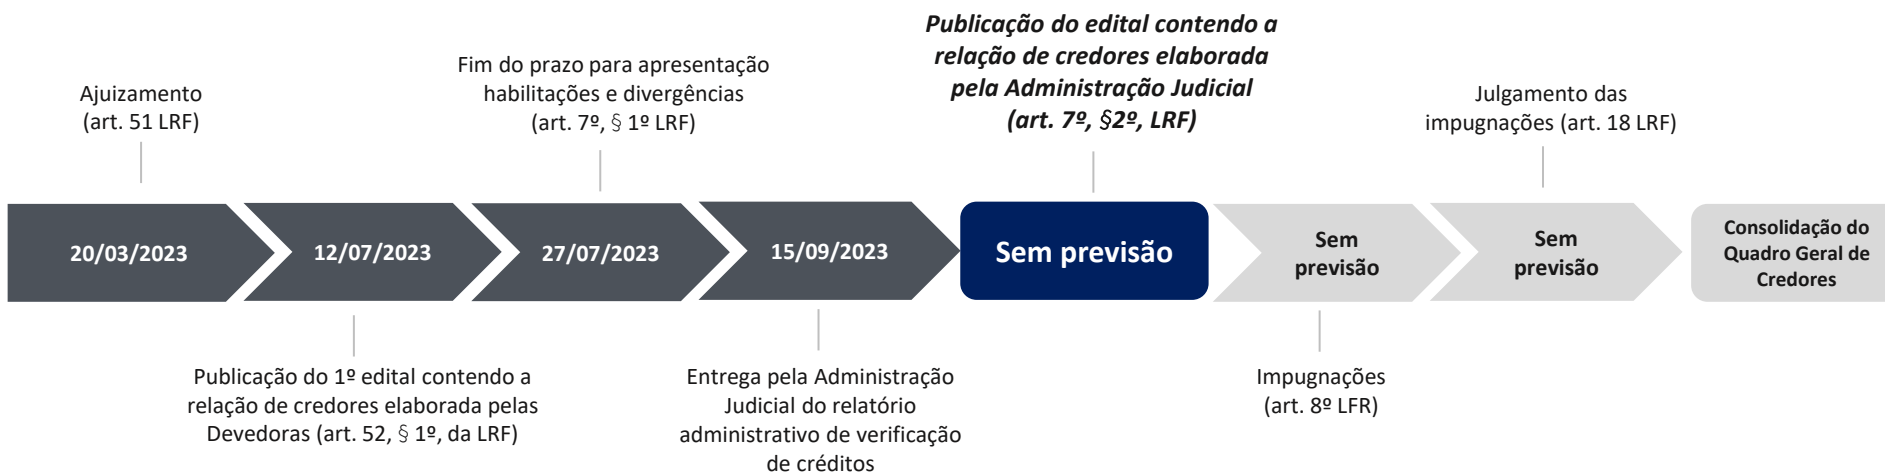 Ajuizamento
(art. 51 LRF)
20/03/2023
12/07/2023
Publicação do 1º edital contendo a
relação de credores elaborada pelas
Devedoras (art. 52, § 1º, da LRF)
Fim do prazo para apresentação
habilitações e divergências
(art. 7º, § 1º LRF)
27/07/2023
15/09/2023
Entrega pela Administração
Judicial do relatório
administrativo de verificação
de créditos
Publicação do edital contendo a
relação de credores elaborada
pela Administração Judicial
(art. 7º, §2º, LRF)
Sem previsão
Sem
previsão
Impugnações
(art. 8º LFR)
Julgamento das
impugnações (art. 18 LRF)
Sem
previsão
Consolidação do
Quadro Geral de
Credores